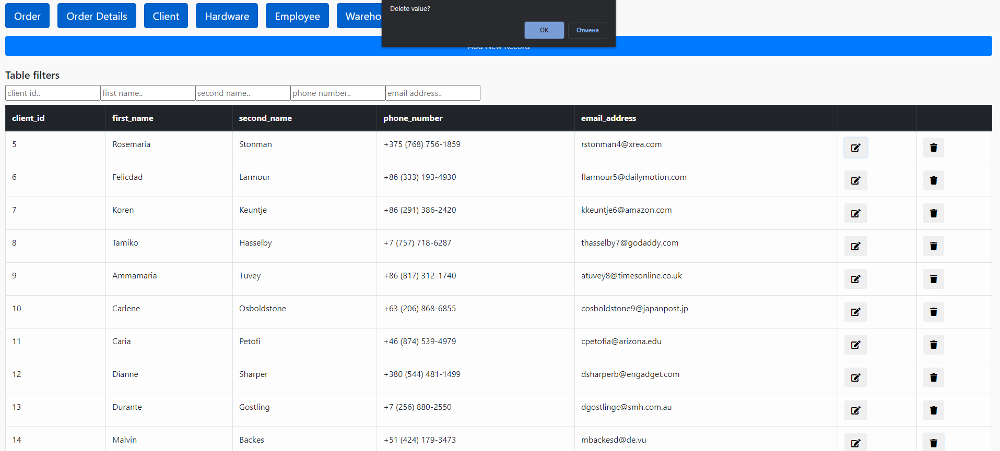 Order Order Details Client Hardware Employee Wareho
Delete value?
OK Отмена
Add New Record
Table filters
client id.. first name.. second name.. phone number.. email address..
client_id first_name second_name phone_number email_address
5 Rosemaria Stonman +375 (768) 756-1859 rstonman4@xrea.com
6 Felicdad Larmour +86 (333) 193-4930 flarmour5@dailymotion.com
7 Koren Keuntje +86 (291) 386-2420 kkeuntje6@amazon.com
8 Tamiko Hasselby +7 (757) 718-6287 thasselby7@godaddy.com
9 Ammamaria Tuvey +86 (817) 312-1740 atuvey8@timesonline.co.uk
10 Carlene Osboldstone +63 (206) 868-6855 cosboldstone9@japanpost.jp
11 Caria Petofi +46 (874) 539-4979 cpetofia@arizona.edu
12 Dianne Sharper +380 (544) 481-1499 dsharperb@engadget.com
13 Durante Gostling +7 (256) 880-2550 dgostlingc@smh.com.au
14 Malvin Backes +51 (424) 179-3473 mbackesd@de.vu